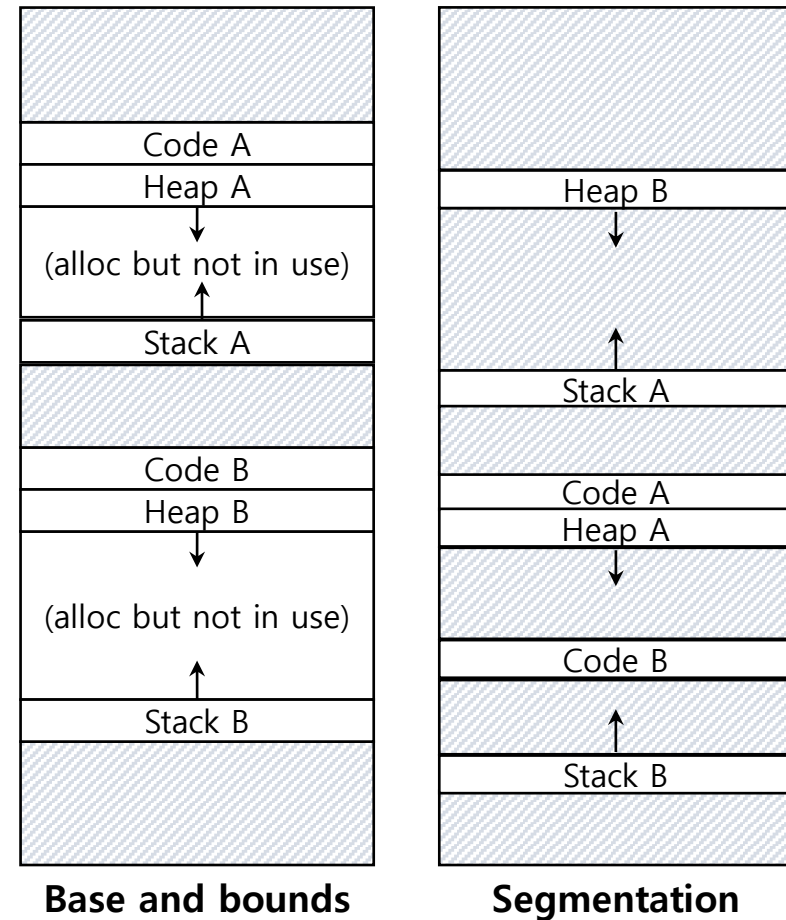 Code A
Heap A
(alloc but not in use)
Stack A
Code B
Heap B
(alloc but not in use)
Stack B
Base and bounds
Heap B
Stack A
Code A
Heap A
Code B
Stack B
Segmentation